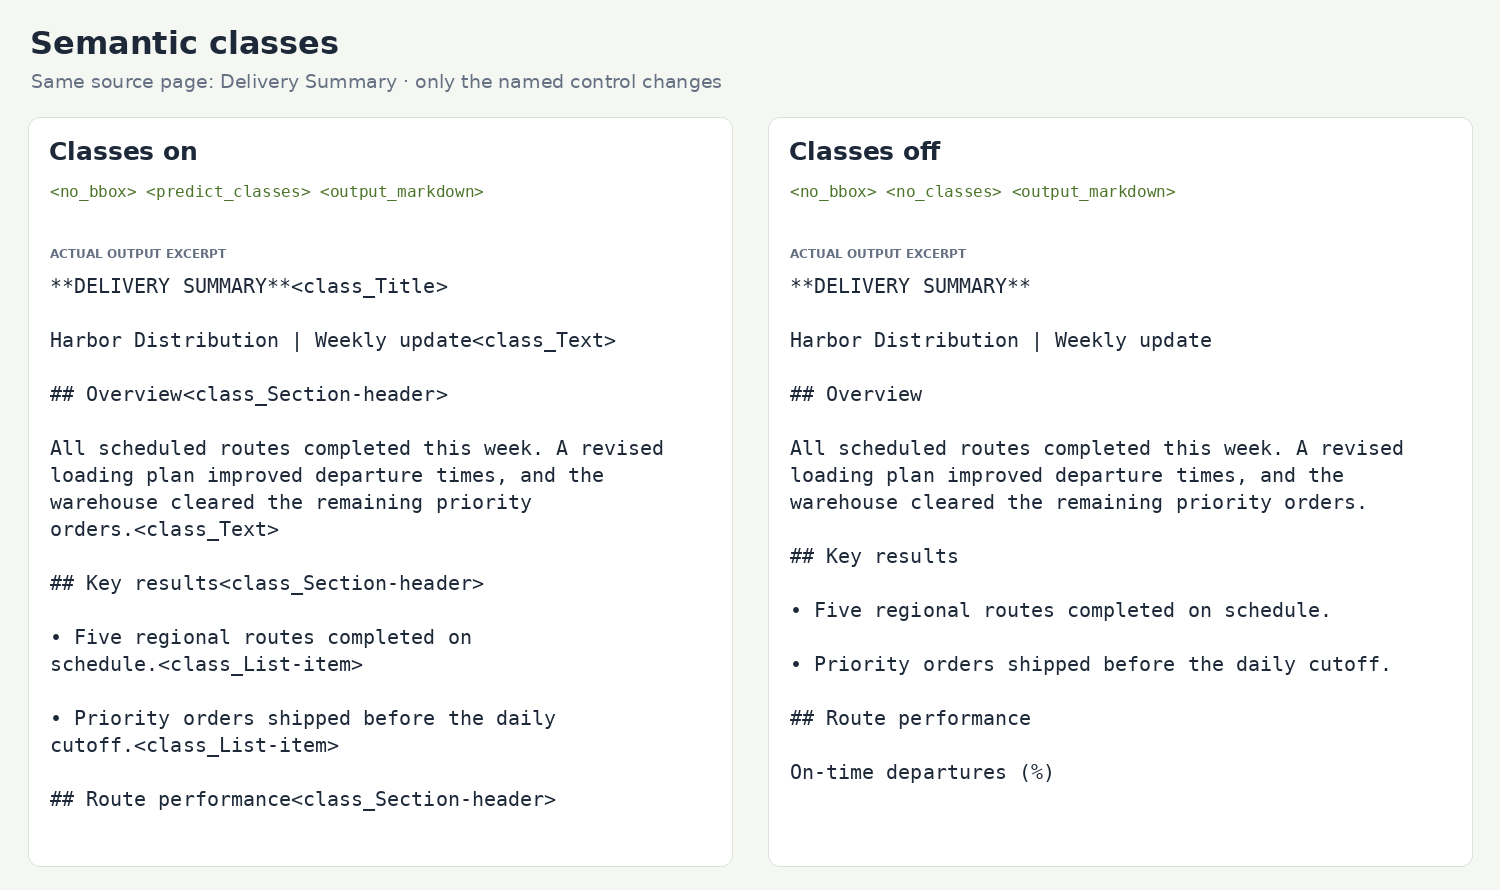 Semantic classes
Same source page: Delivery Summary · only the named control changes
Classes on
<no_bbox> <predict_classes> <output_markdown>
ACTUAL OUTPUT EXCERPT
**DELIVERY SUMMARY**<class_Title>
Harbor Distribution | Weekly update<class_Text>
## Overview<class_Section-header>
All scheduled routes completed this week. A revised
loading plan improved departure times, and the
warehouse cleared the remaining priority
orders.<class_Text>
## Key results<class_Section-header>
• Five regional routes completed on
schedule.<class_List-item>
• Priority orders shipped before the daily
cutoff.<class_List-item>
## Route performance<class_Section-header>
Classes off
<no_bbox> <no_classes> <output_markdown>
ACTUAL OUTPUT EXCERPT
**DELIVERY SUMMARY**
Harbor Distribution | Weekly update
## Overview
All scheduled routes completed this week. A revised
loading plan improved departure times, and the
warehouse cleared the remaining priority orders.
## Key results
• Five regional routes completed on schedule.
• Priority orders shipped before the daily cutoff.
## Route performance
On-time departures (%)